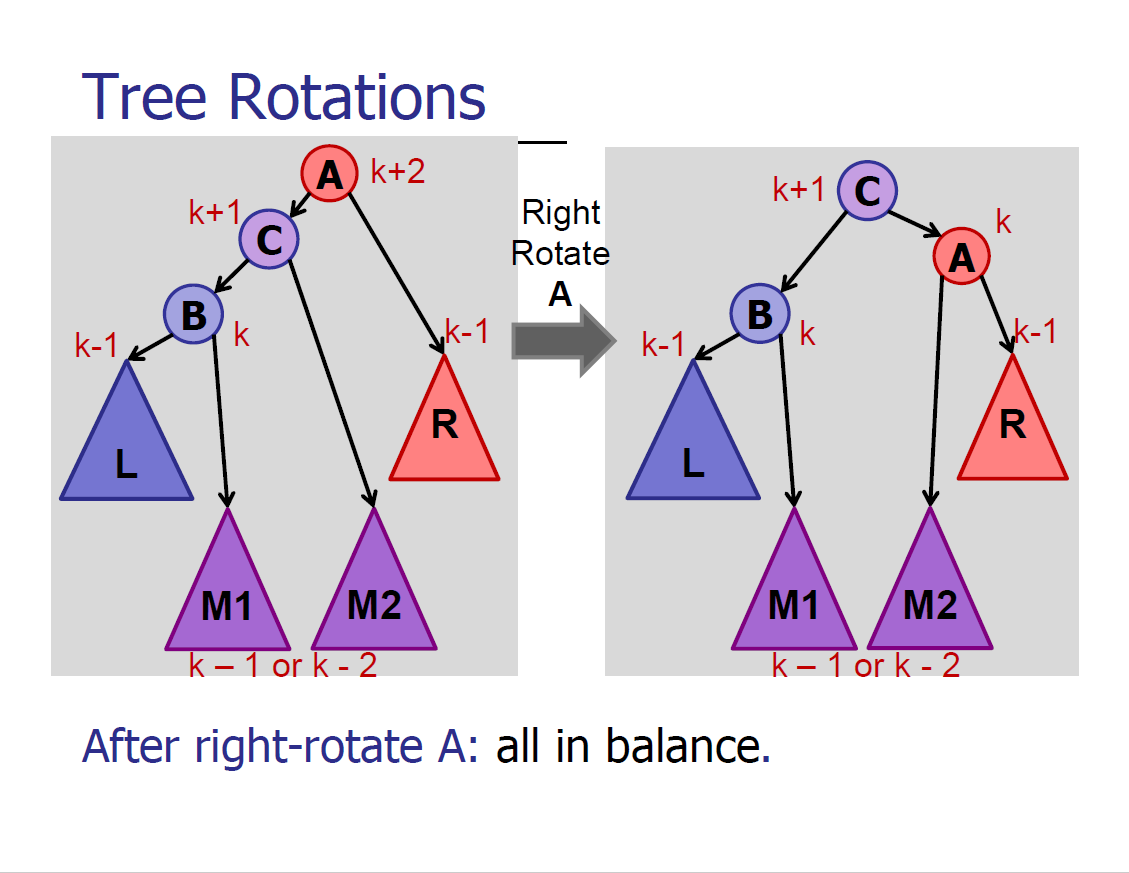 Tree Rotations
A k+2
k+1 C
B k
k-1
k-1
L
R
M1 M2
k – 1 or k - 2
Right
Rotate
A
k+1 C
k
A
B k
k-1
k-1
L
R
M1 M2
k – 1 or k - 2
After right-rotate A: all in balance.